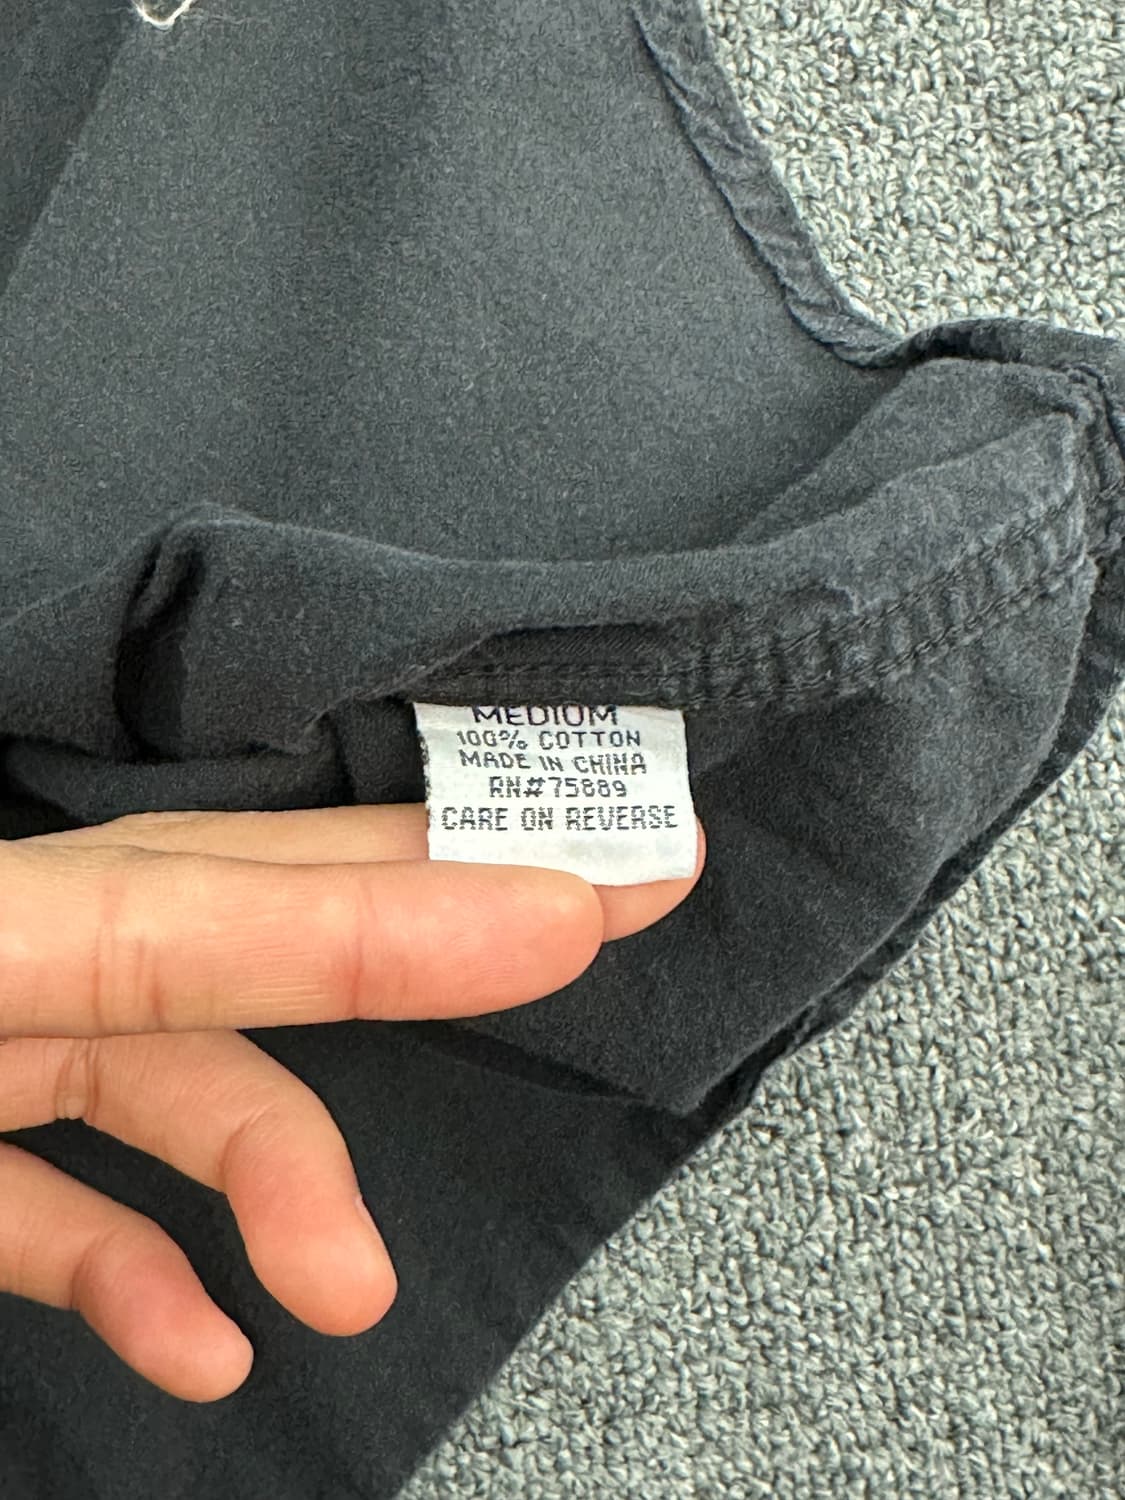 MEDIUM
100% COTTON
MADE IN CHINA
RN#75889
CARE ON REVERSE